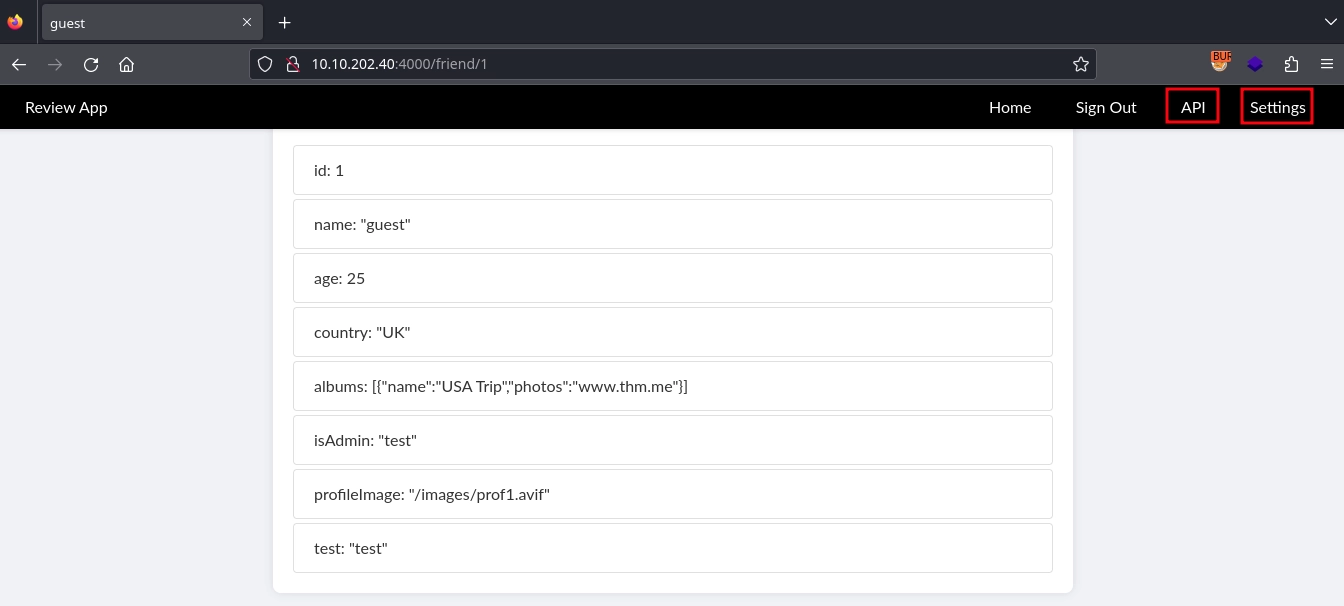 guest
10.10.202.40:4000/friend/1
BUR
Review App
Home
Sign Out
API
Settings
id: 1
name: "guest"
age: 25
country: "UK"
albums: [{"name":"USA Trip","photos":"www.thm.me"}]
isAdmin: "test"
profileImage: "/images/prof1.avif"
test: "test"